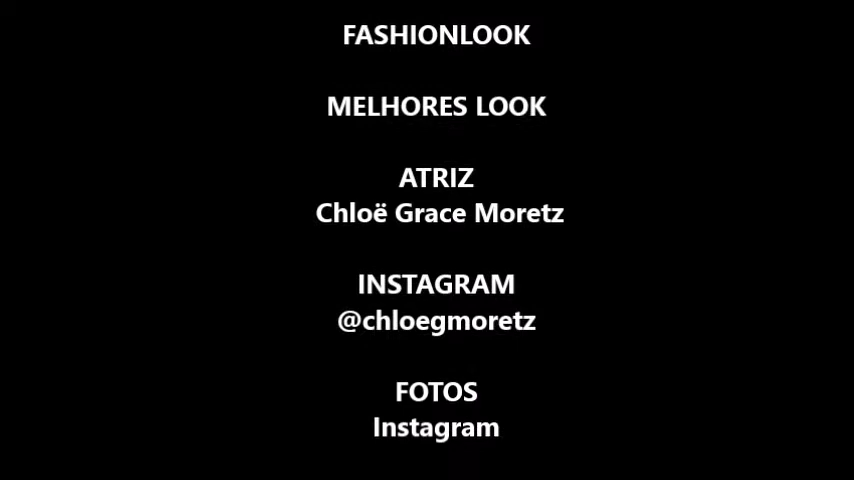 FASHIONLOOK
MELHORES LOOK
ATRIZ
Chloë Grace Moretz
INSTAGRAM
@chloegmoretz
FOTOS
Instagram